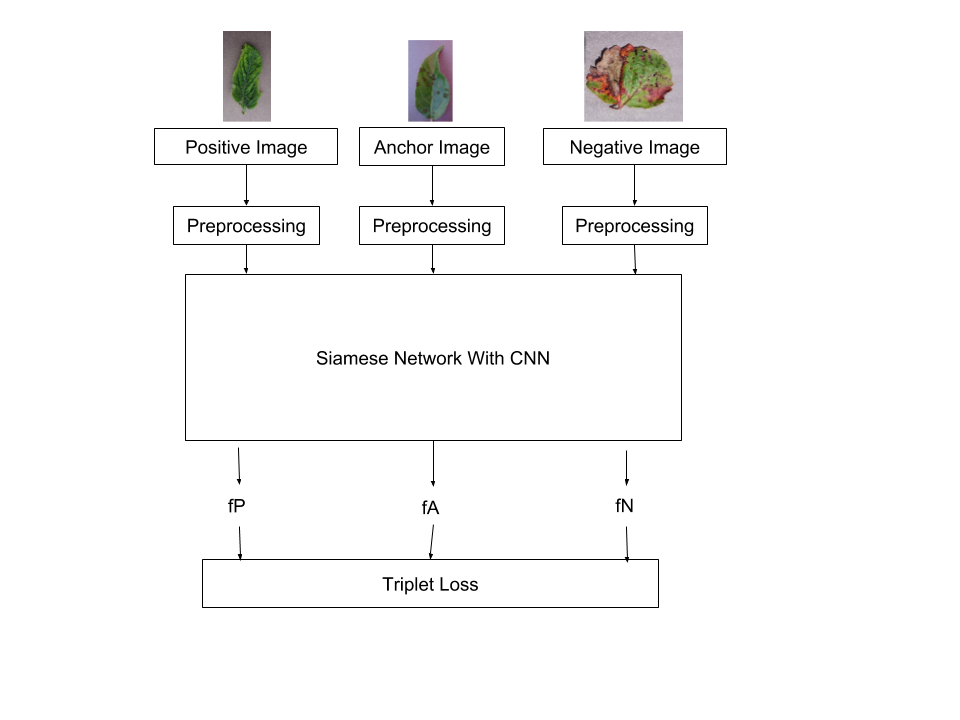 Positive Image
Anchor Image
Negative Image
Preprocessing
Preprocessing
Preprocessing
Siamese Network With CNN
fP
fA
fN
Triplet Loss